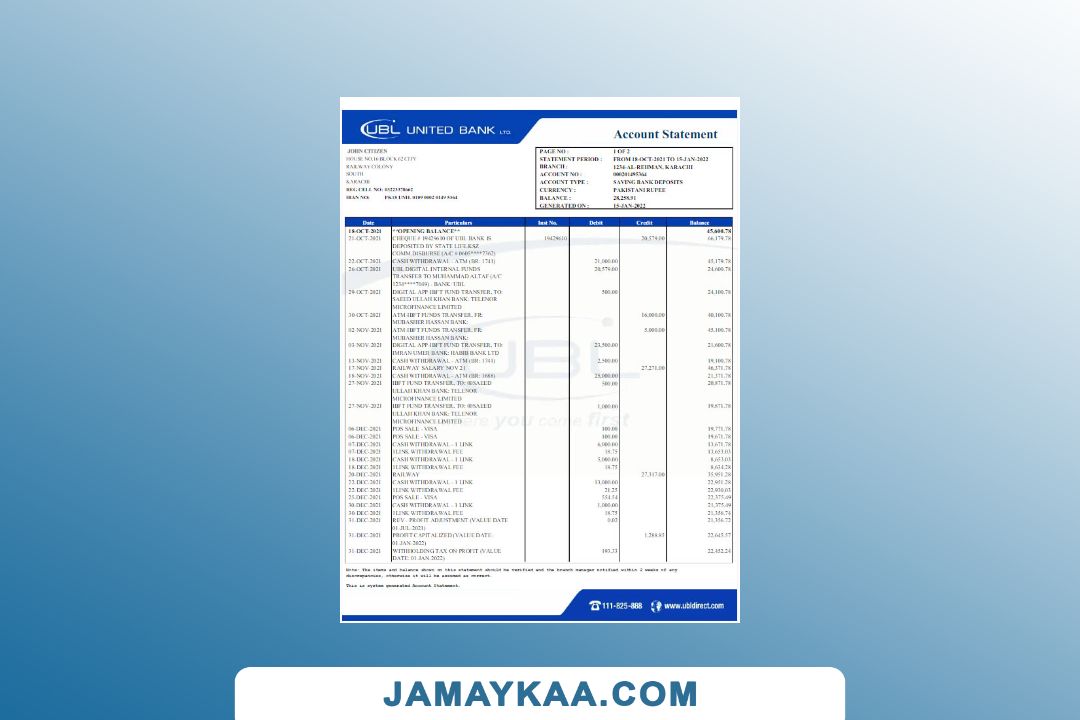 UBL UNITED BANK LTD.
Account Statement
JOHN CITIZEN
HOUSE NO.16 BLOCK 62 CITY
RAILWAY COLONY
SOUTH
KARACHI
REG CELL NO:
IBAN NO:
PAGE NO : 1 OF 2
STATEMENT PERIOD : FROM 18-OCT-2021 TO 15-JAN-2022
BRANCH : 1234-AL-REHMAN, KARACHI
ACCOUNT NO : 000201495364
ACCOUNT TYPE : SAVING BANK DEPOSITS
CURRENCY : PAKISTANI RUPEE
BALANCE : 28,258.91
GENERATED ON : 15-JAN-2022
Date Particulars Inst No. Debit Credit Balance
18-OCT-2021 **OPENING BALANCE** 45,600.78
21-OCT-2021 CHEQUE # 19429610 OF UBL BANK IS 19429610 20,579.00 66,179.78
DEPOSITED BY STATE LIFE
COMM.DISBURSE
22-OCT-2021 CASH WITHDRAWAL - ATM (BR: 1743) 21,000.00 45,179.78
26-OCT-2021 UBL DIGITAL INTERNAL FUNDS 20,579.00 24,600.78
TRANSFER TO MUHAMMAD ALTAF (A/C
BANK: UBL
29-OCT-2021 DIGITAL APP IBFT FUND TRANSFER, TO: 500.00 24,100.78
SAEED ULLAH KHAN BANK: TELENOR
MICROFINANCE LIMITED
30-OCT-2021 ATM IBFT FUNDS TRANSFER, FR: 16,000.00 40,100.78
MUBASHER HASSAN BANK:
02-NOV-2021 ATM IBFT FUNDS TRANSFER, FR: 5,000.00 45,100.78
MUBASHER HASSAN BANK:
03-NOV-2021 DIGITAL APP IBFT FUND TRANSFER, TO: 23,500.00 21,600.78
IMRAN UMER BANK: HABIB BANK LTD
13-NOV-2021 CASH WITHDRAWAL - ATM (BR: 1743) 2,500.00 19,100.78
17-NOV-2021 RAILWAY SALARY NOV 21 27,271.00 46,371.78
18-NOV-2021 CASH WITHDRAWAL - ATM (BR: 1688) 25,000.00 21,371.78
27-NOV-2021 IBFT FUND TRANSFER, TO: 00SAEED 500.00 20,871.78
ULLAH KHAN BANK: TELENOR
MICROFINANCE LIMITED
27-NOV-2021 IBFT FUND TRANSFER, TO: 00SAEED 1,000.00 19,871.78
ULLAH KHAN BANK: TELENOR
MICROFINANCE LIMITED
06-DEC-2021 POS SALE - VISA 100.00 19,771.78
06-DEC-2021 POS SALE - VISA 100.00 19,671.78
07-DEC-2021 CASH WITHDRAWAL - 1 LINK 6,000.00 13,671.78
07-DEC-2021 1LINK WITHDRAWAL FEE 18.75 13,653.03
18-DEC-2021 CASH WITHDRAWAL - 1 LINK 5,000.00 8,653.03
18-DEC-2021 1LINK WITHDRAWAL FEE 18.75 8,634.28
20-DEC-2021 RAILWAY 27,317.00 35,951.28
22-DEC-2021 CASH WITHDRAWAL - 1 LINK 13,000.00 22,951.28
22-DEC-2021 1LINK WITHDRAWAL FEE 21.25 22,930.03
25-DEC-2021 POS SALE - VISA 554.54 22,375.49
30-DEC-2021 CASH WITHDRAWAL - 1 LINK 1,000.00 21,375.49
30-DEC-2021 1LINK WITHDRAWAL FEE 18.75 21,356.74
31-DEC-2021 REV - PROFIT ADJUSTMENT (VALUE DATE 0.02 21,356.72
01-JUL-2021)
31-DEC-2021 PROFIT CAPITALIZED (VALUE DATE: 1,288.85 22,645.57
01-JAN-2022)
31-DEC-2021 WITHHOLDING TAX ON PROFIT (VALUE 193.33 22,452.24
DATE: 01-JAN-2022)
UBL
where you come first
Note: The items and balance shown on this statement should be verified and the branch manager notified within 2 weeks of any
discrepancies, otherwise it will be assumed as correct.
This is system generated Account Statement.
111-825-888 www.ubldirect.com
JAMAYKAA.COM